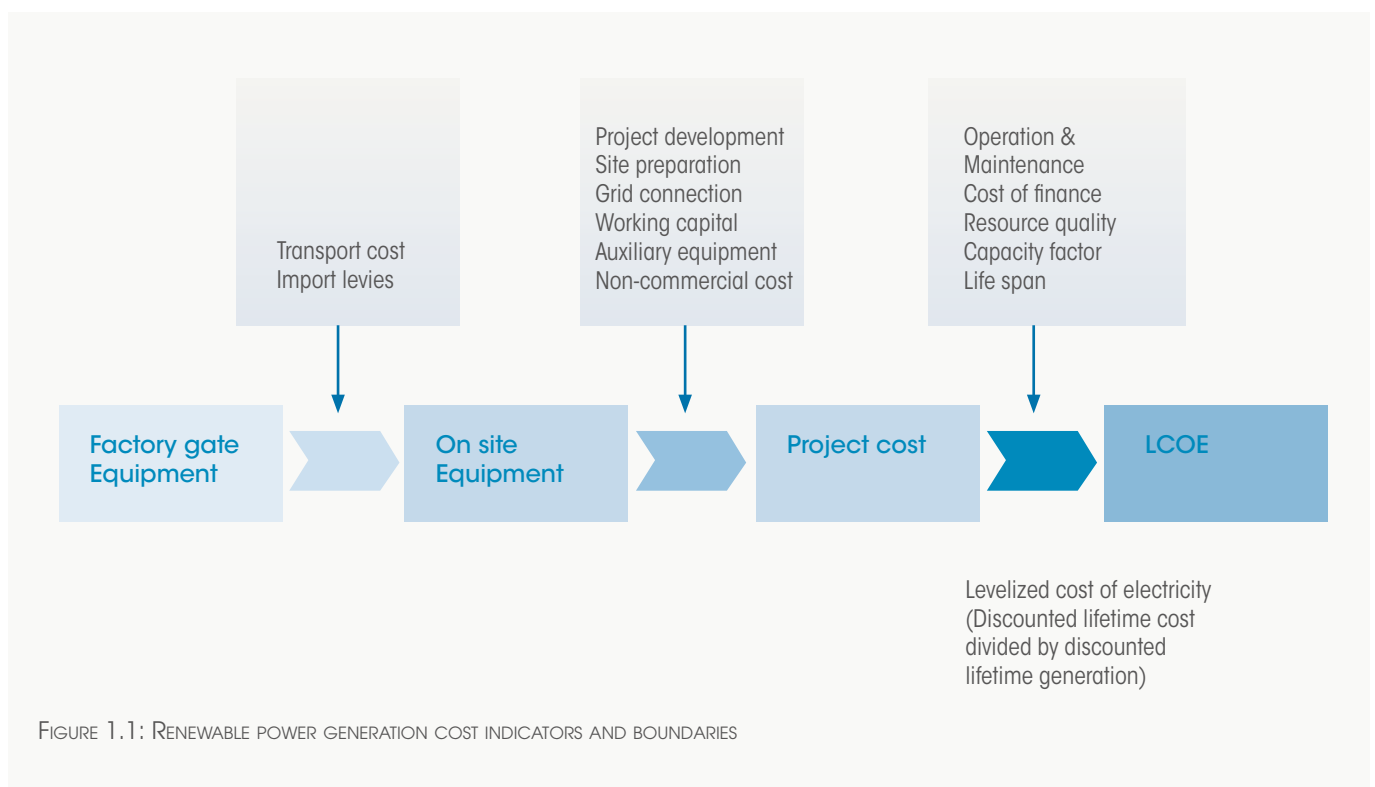 Transport cost
Import levies
Project development
Site preparation
Grid connection
Working capital
Auxiliary equipment
Non-commercial cost
Operation &
Maintenance
Cost of finance
Resource quality
Capacity factor
Life span
Factory gate
Equipment
On site
Equipment
Project cost
LCOE
Levelized cost of electricity
(Discounted lifetime cost
divided by discounted
lifetime generation)
Figure 1.1: Renewable power generation cost indicators and boundaries